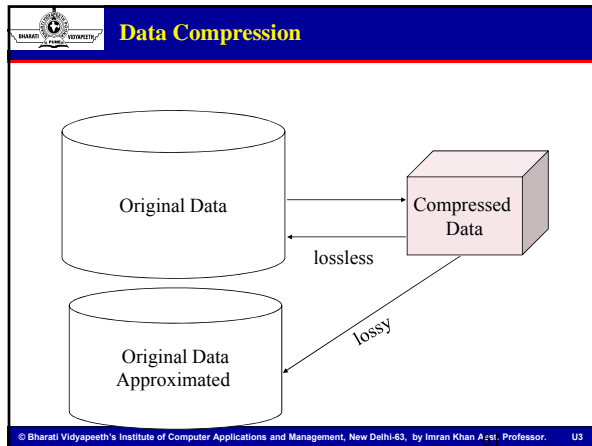 BHARATI VIDYAPEETH
PUNE
Data Compression
Original Data
Compressed
Data
lossless
lossy
Original Data
Approximated
© Bharati Vidyapeeth's Institute of Computer Applications and Management, New Delhi-63, by Imran Khan Professor. U3